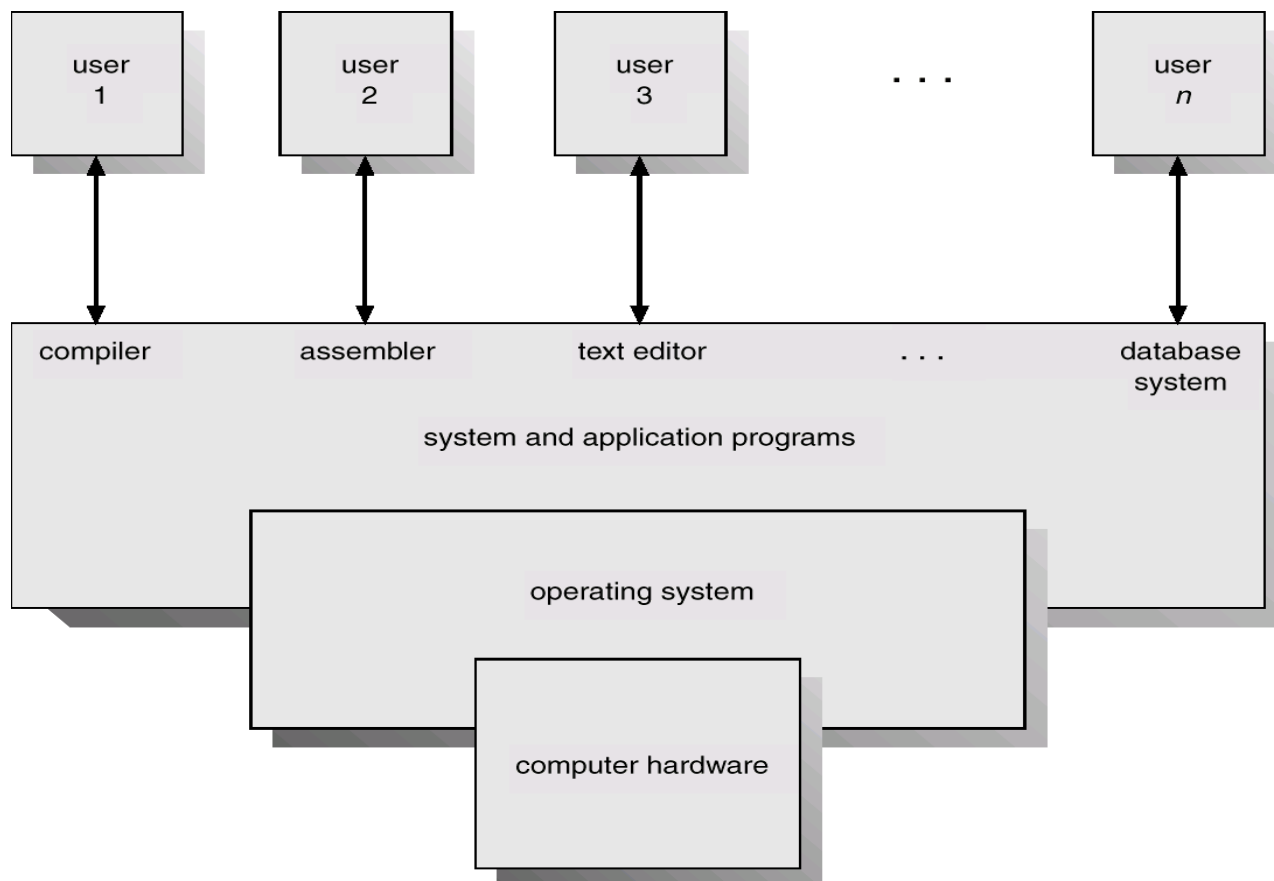 user
1
user
2
user
3
. . .
user
n
compiler
assembler
text editor
. . .
database
system
system and application programs
operating system
computer hardware